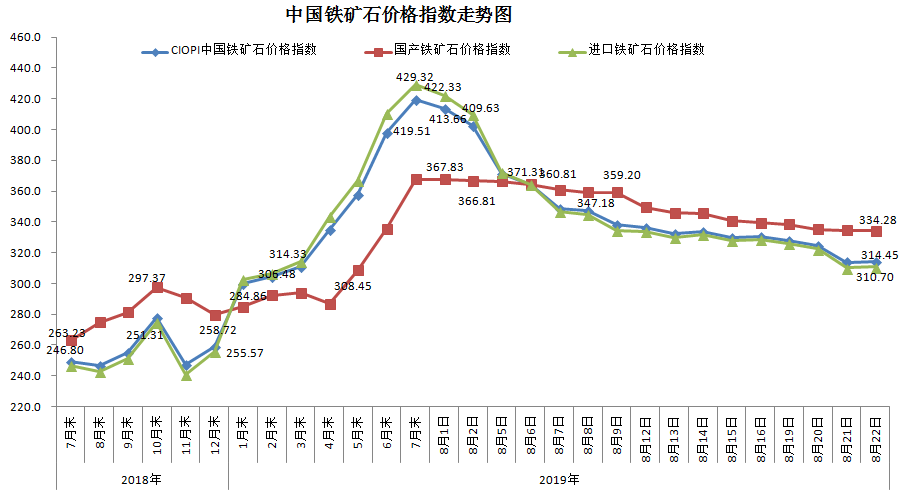 中国铁矿石价格指数走势图
CIOPI中国铁矿石价格指数
国产铁矿石价格指数
进口铁矿石价格指数
460.0
440.0
420.0
400.0
380.0
360.0
340.0
320.0
300.0
280.0
260.0
240.0
220.0
263.23
246.80
251.31
297.37
258.72
255.57
284.86
306.48
314.33
308.45
419.51
429.32
422.33
413.66
409.63
367.83
366.81
371.31
360.81
347.18
359.20
334.28
314.45
310.70
7月末
8月末
9月末
10月末
11月末
12月末
1月末
2月末
3月末
4月末
5月末
6月末
7月末
8月1日
8月2日
8月5日
8月6日
8月7日
8月8日
8月9日
8月12日
8月13日
8月14日
8月15日
8月16日
8月19日
8月20日
8月21日
8月22日
2018年
2019年